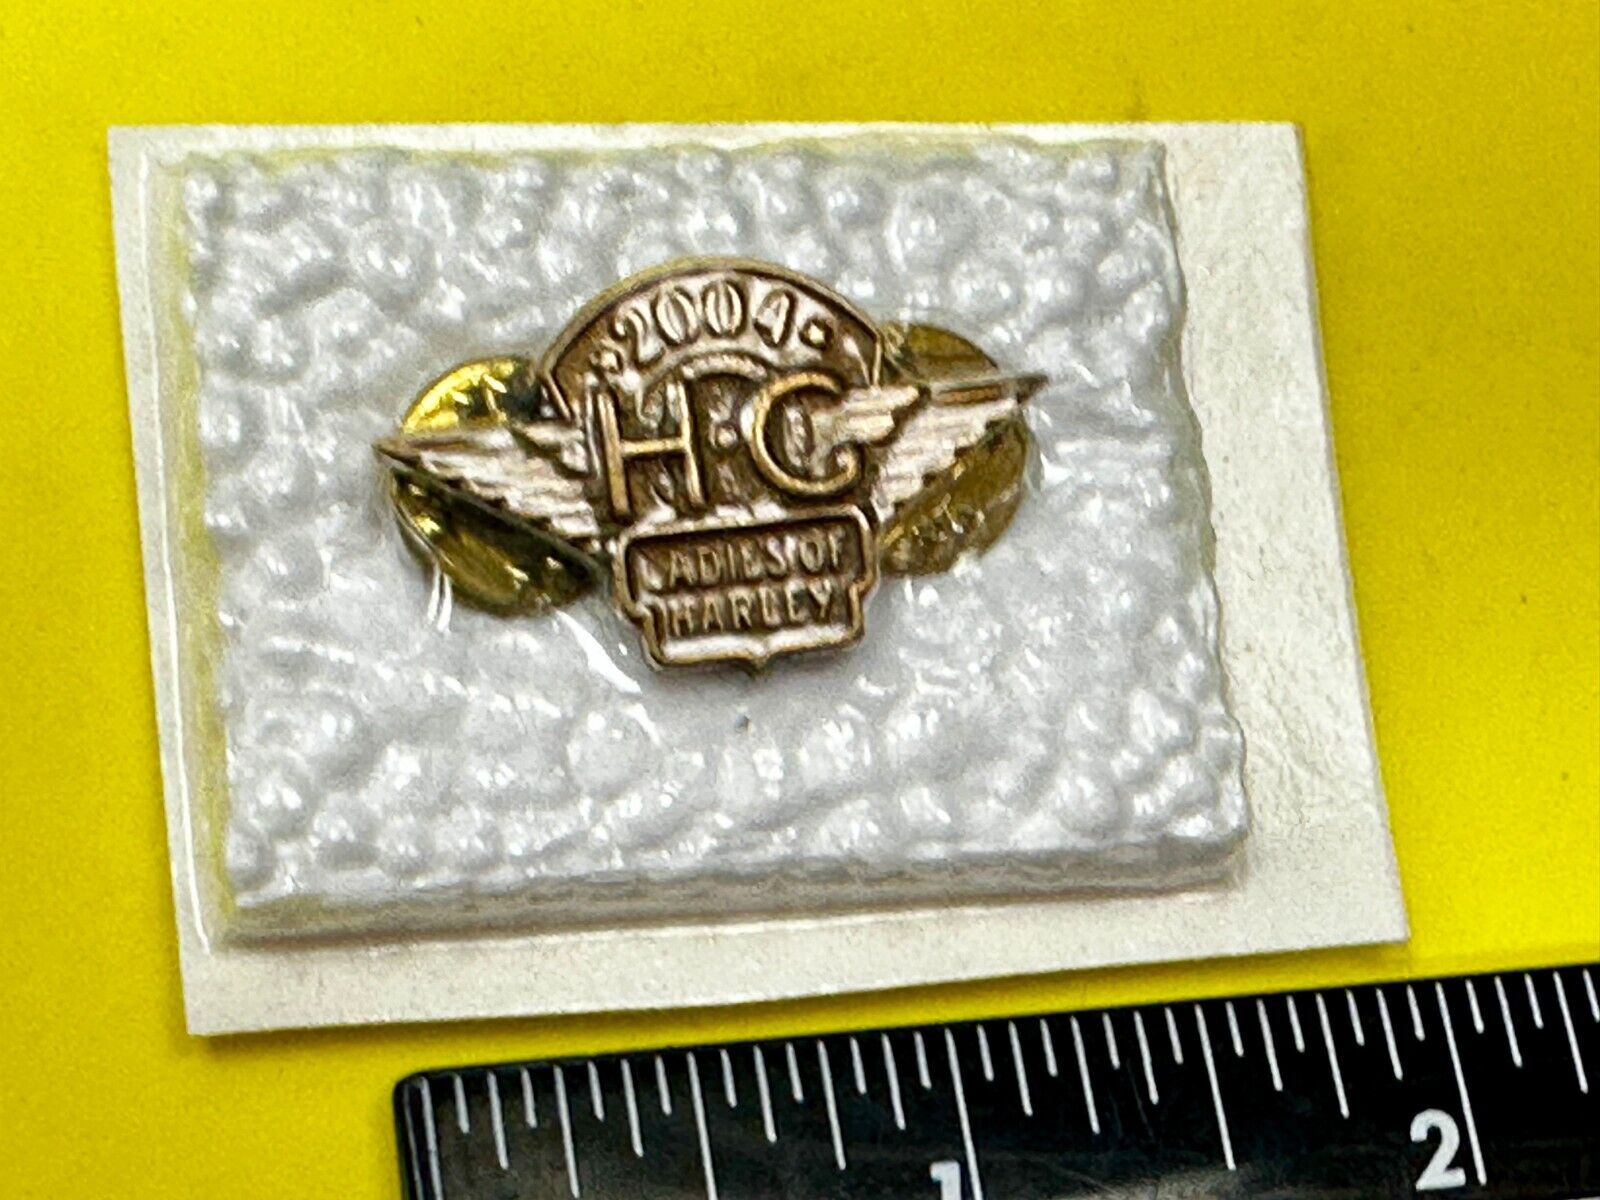 ·2004·
H·O·G
LADIES OF
HARLEY
1
2